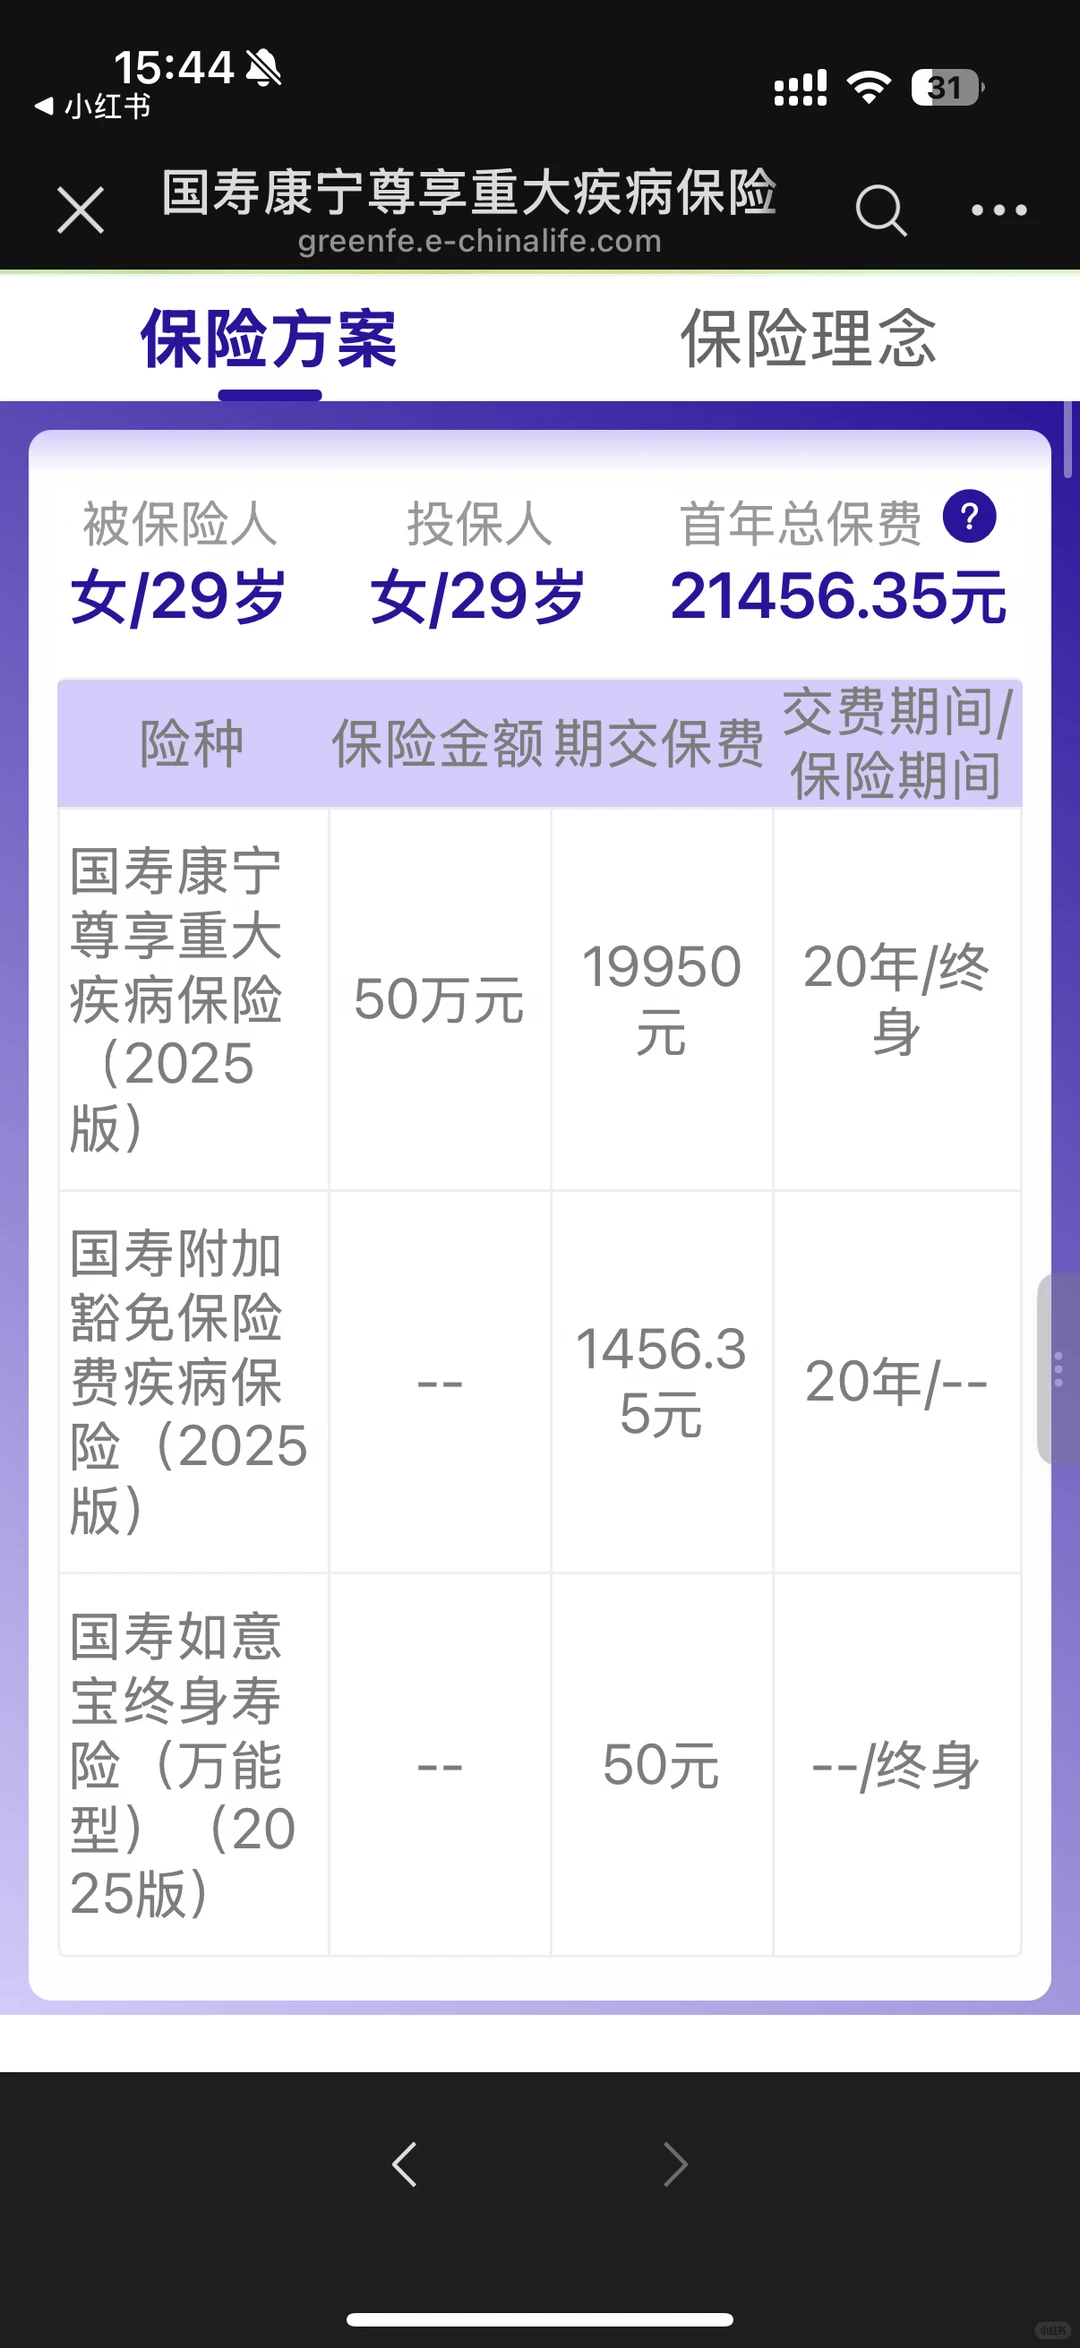 15:44
小红书
31
国寿康宁尊享重大疾病保险
greenfe.e-chinalife.com
保险方案
保险理念
被保险人
投保人
首年总保费 ?
女/29岁
女/29岁
21456.35元
险种
保险金额
期交保费
交费期间/
保险期间
国寿康宁
尊享重大
疾病保险
（2025
版）
50万元
19950
元
20年/终
身
国寿附加
豁免保险
费疾病保
险（2025
版）
--
1456.3
5元
20年/--
国寿如意
宝终身寿
险（万能
型）（20
25版）
--
50元
--/终身
小红书